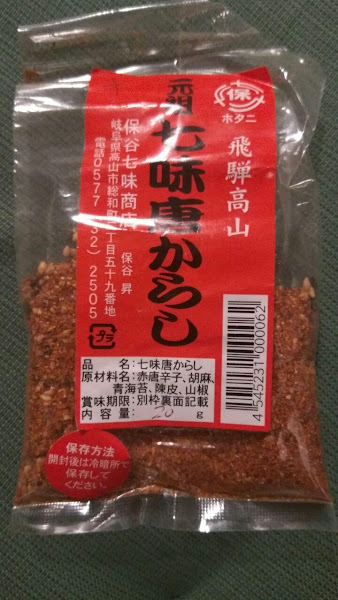 保
ホタニ
飛騨高山
元祖
七味唐からし
保谷七味商店
保谷 昇
岐阜県高山市総和町1丁目五十九番地
電話0577(32)2505
プラ
品名:七味唐からし
原材料名:赤唐辛子、胡麻、
青海苔、陳皮、山椒
賞味期限:別枠裏面記載
内容量: 20 g
4 545231 000062
保存方法
開封後は冷暗所で
保存して
ください。